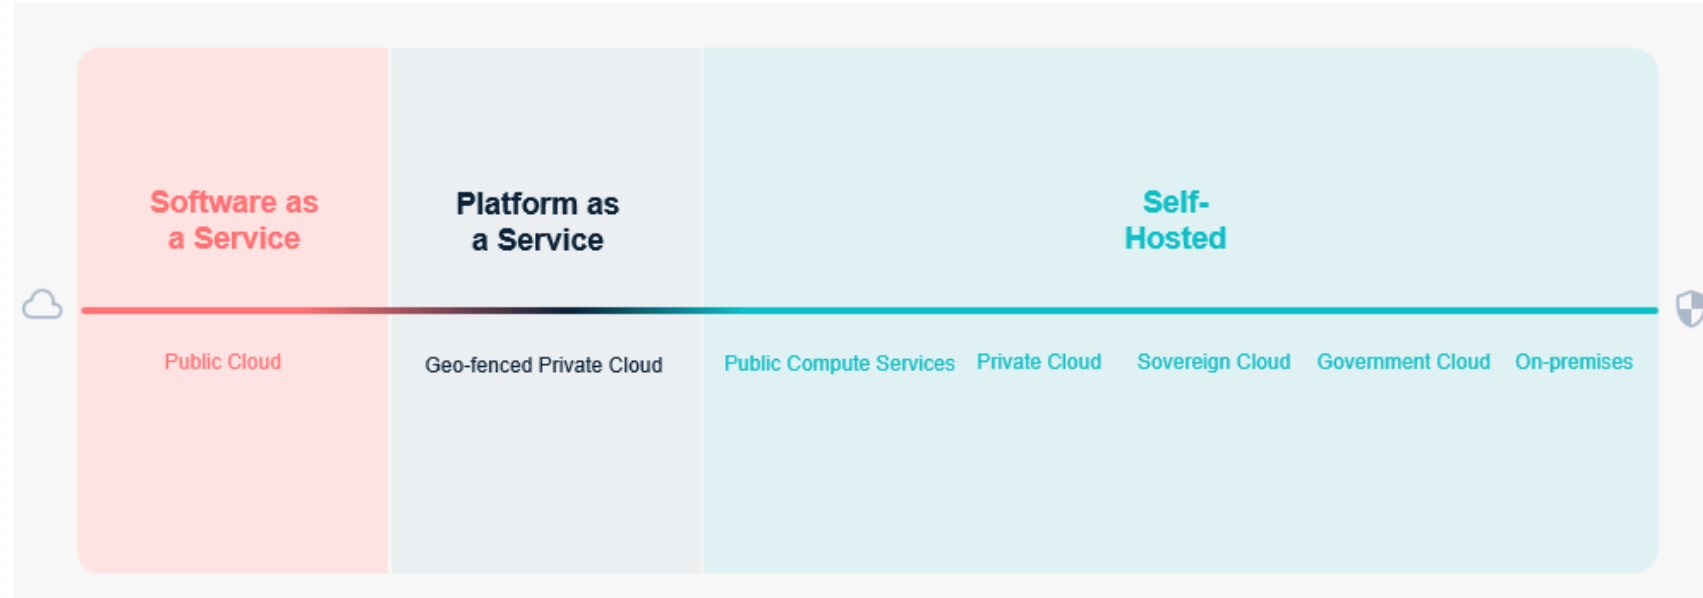 Software as
a Service
Platform as
a Service
Self-
Hosted
Public Cloud
Geo-fenced Private Cloud
Public Compute Services
Private Cloud
Sovereign Cloud
Government Cloud
On-premises